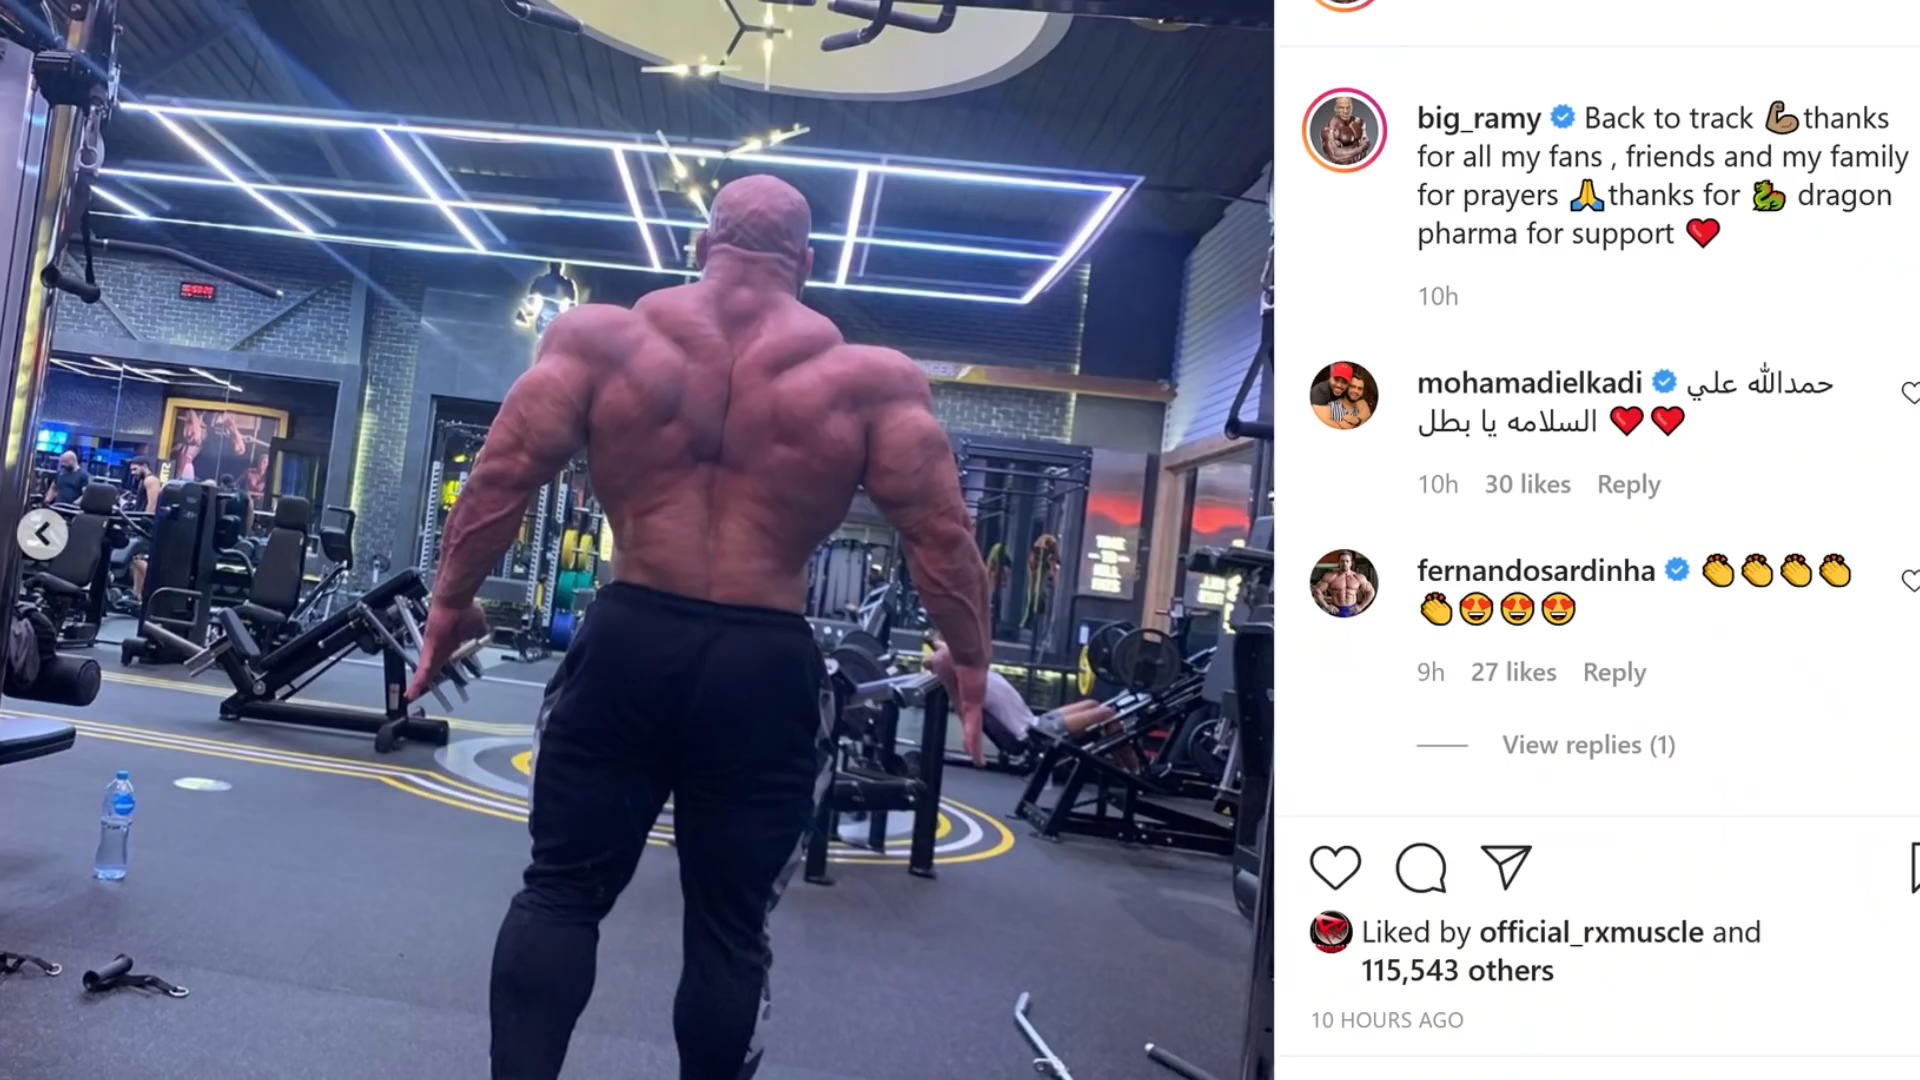 big_ramy Back to track 💪🏽thanks
for all my fans , friends and my family
for prayers 🙏thanks for 🐉 dragon
pharma for support ❤️
10h
mohamadielkadi حمدالله علي
السلامه يا بطل ❤️❤️
10h 30 likes Reply
fernandosardinha 👏👏👏👏
👏😍😍😍
9h 27 likes Reply
View replies (1)
Liked by official_rxmuscle and
115,543 others
10 HOURS AGO
TIME
TO